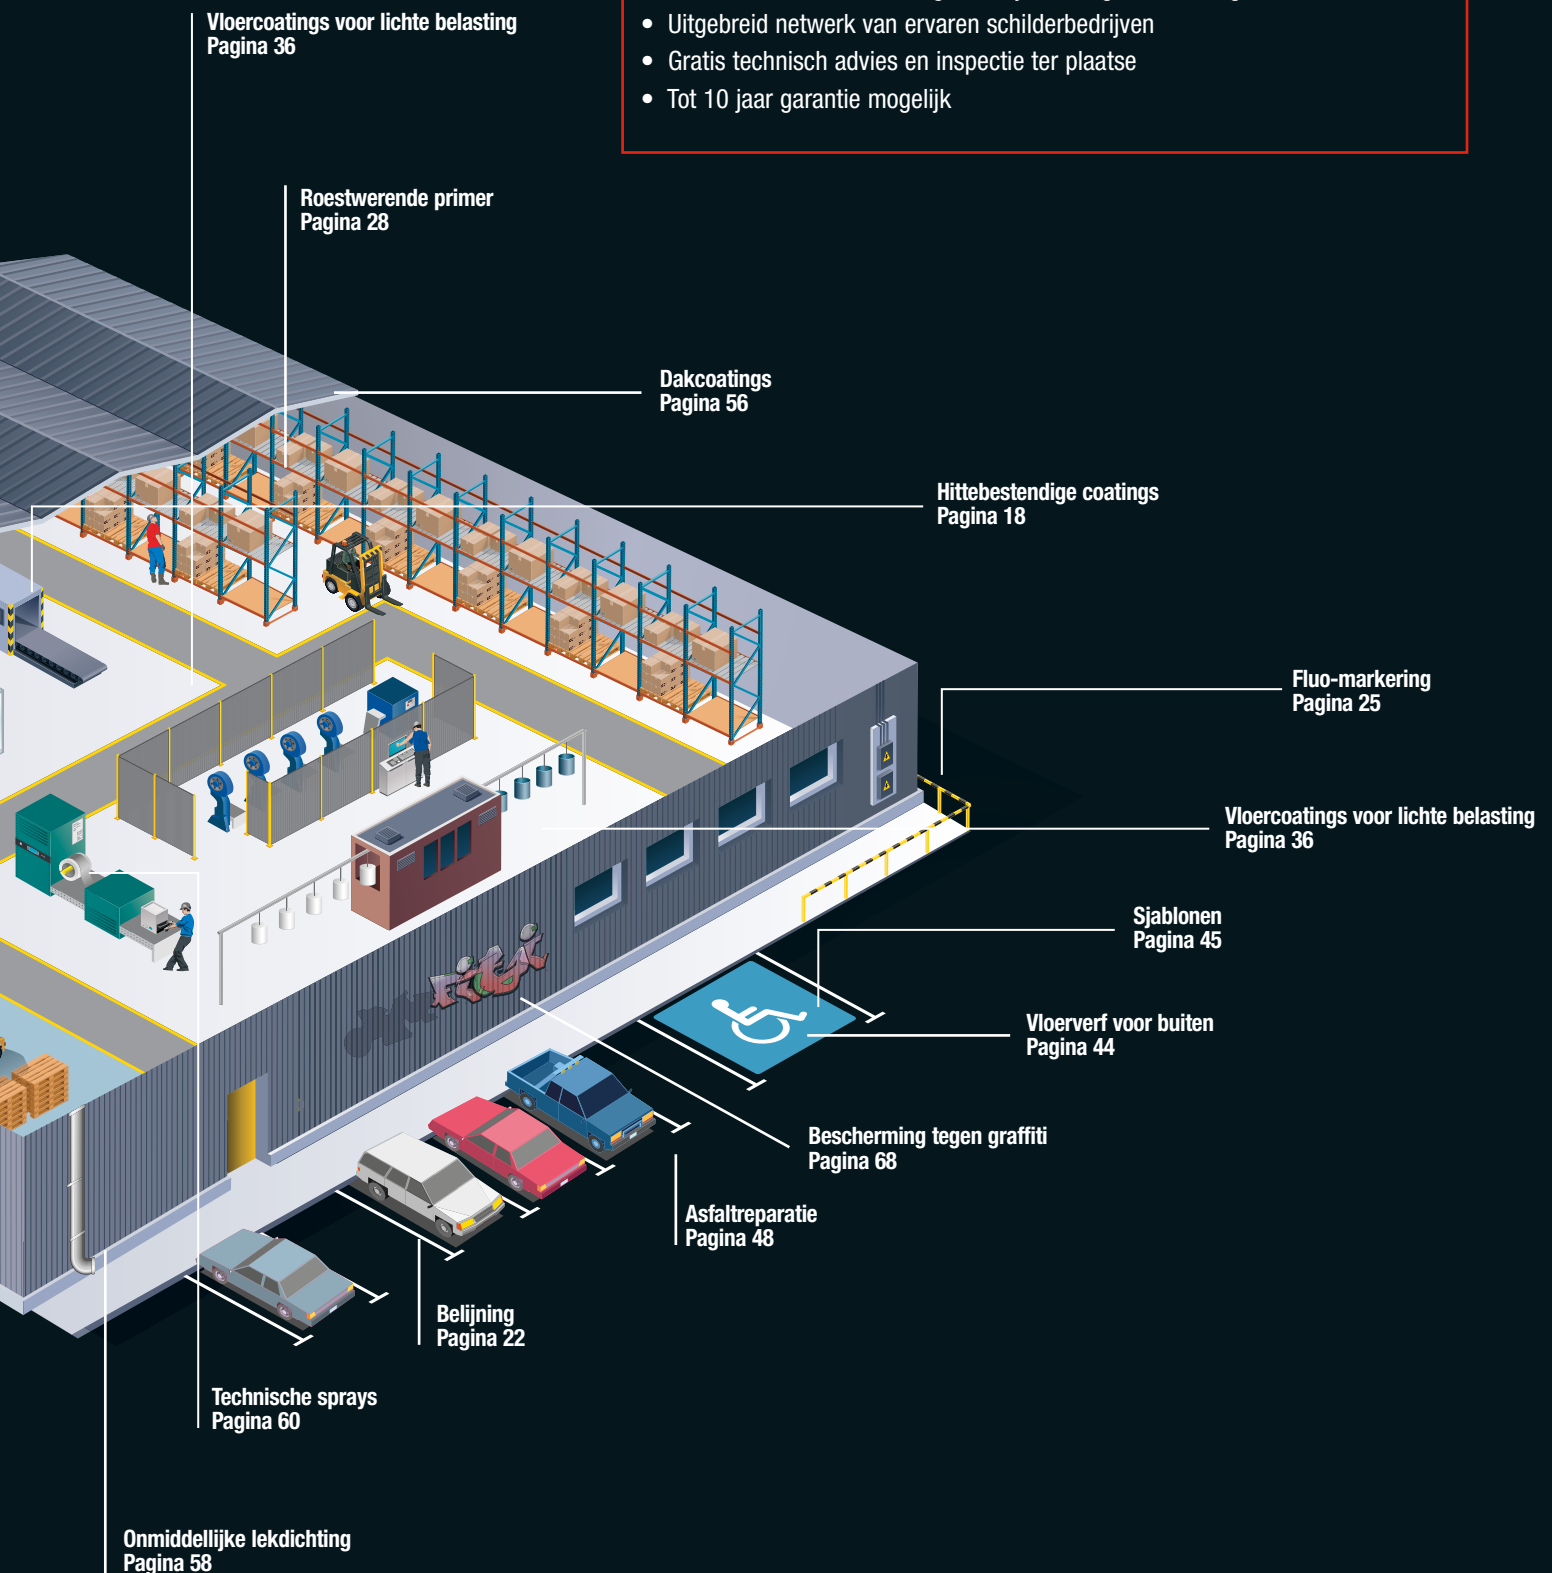 Vloercoatings voor lichte belasting
Pagina 36
• Uitgebreid netwerk van ervaren schilderbedrijven
• Gratis technisch advies en inspectie ter plaatse
• Tot 10 jaar garantie mogelijk
Roestwerende primer
Pagina 28
Dakcoatings
Pagina 56
Hittebestendige coatings
Pagina 18
Fluo-markering
Pagina 25
Vloercoatings voor lichte belasting
Pagina 36
Sjablonen
Pagina 45
Vloerverf voor buiten
Pagina 44
Bescherming tegen graffiti
Pagina 68
Asfaltreparatie
Pagina 48
Belijning
Pagina 22
Technische sprays
Pagina 60
Onmiddellijke lekdichting
Pagina 58